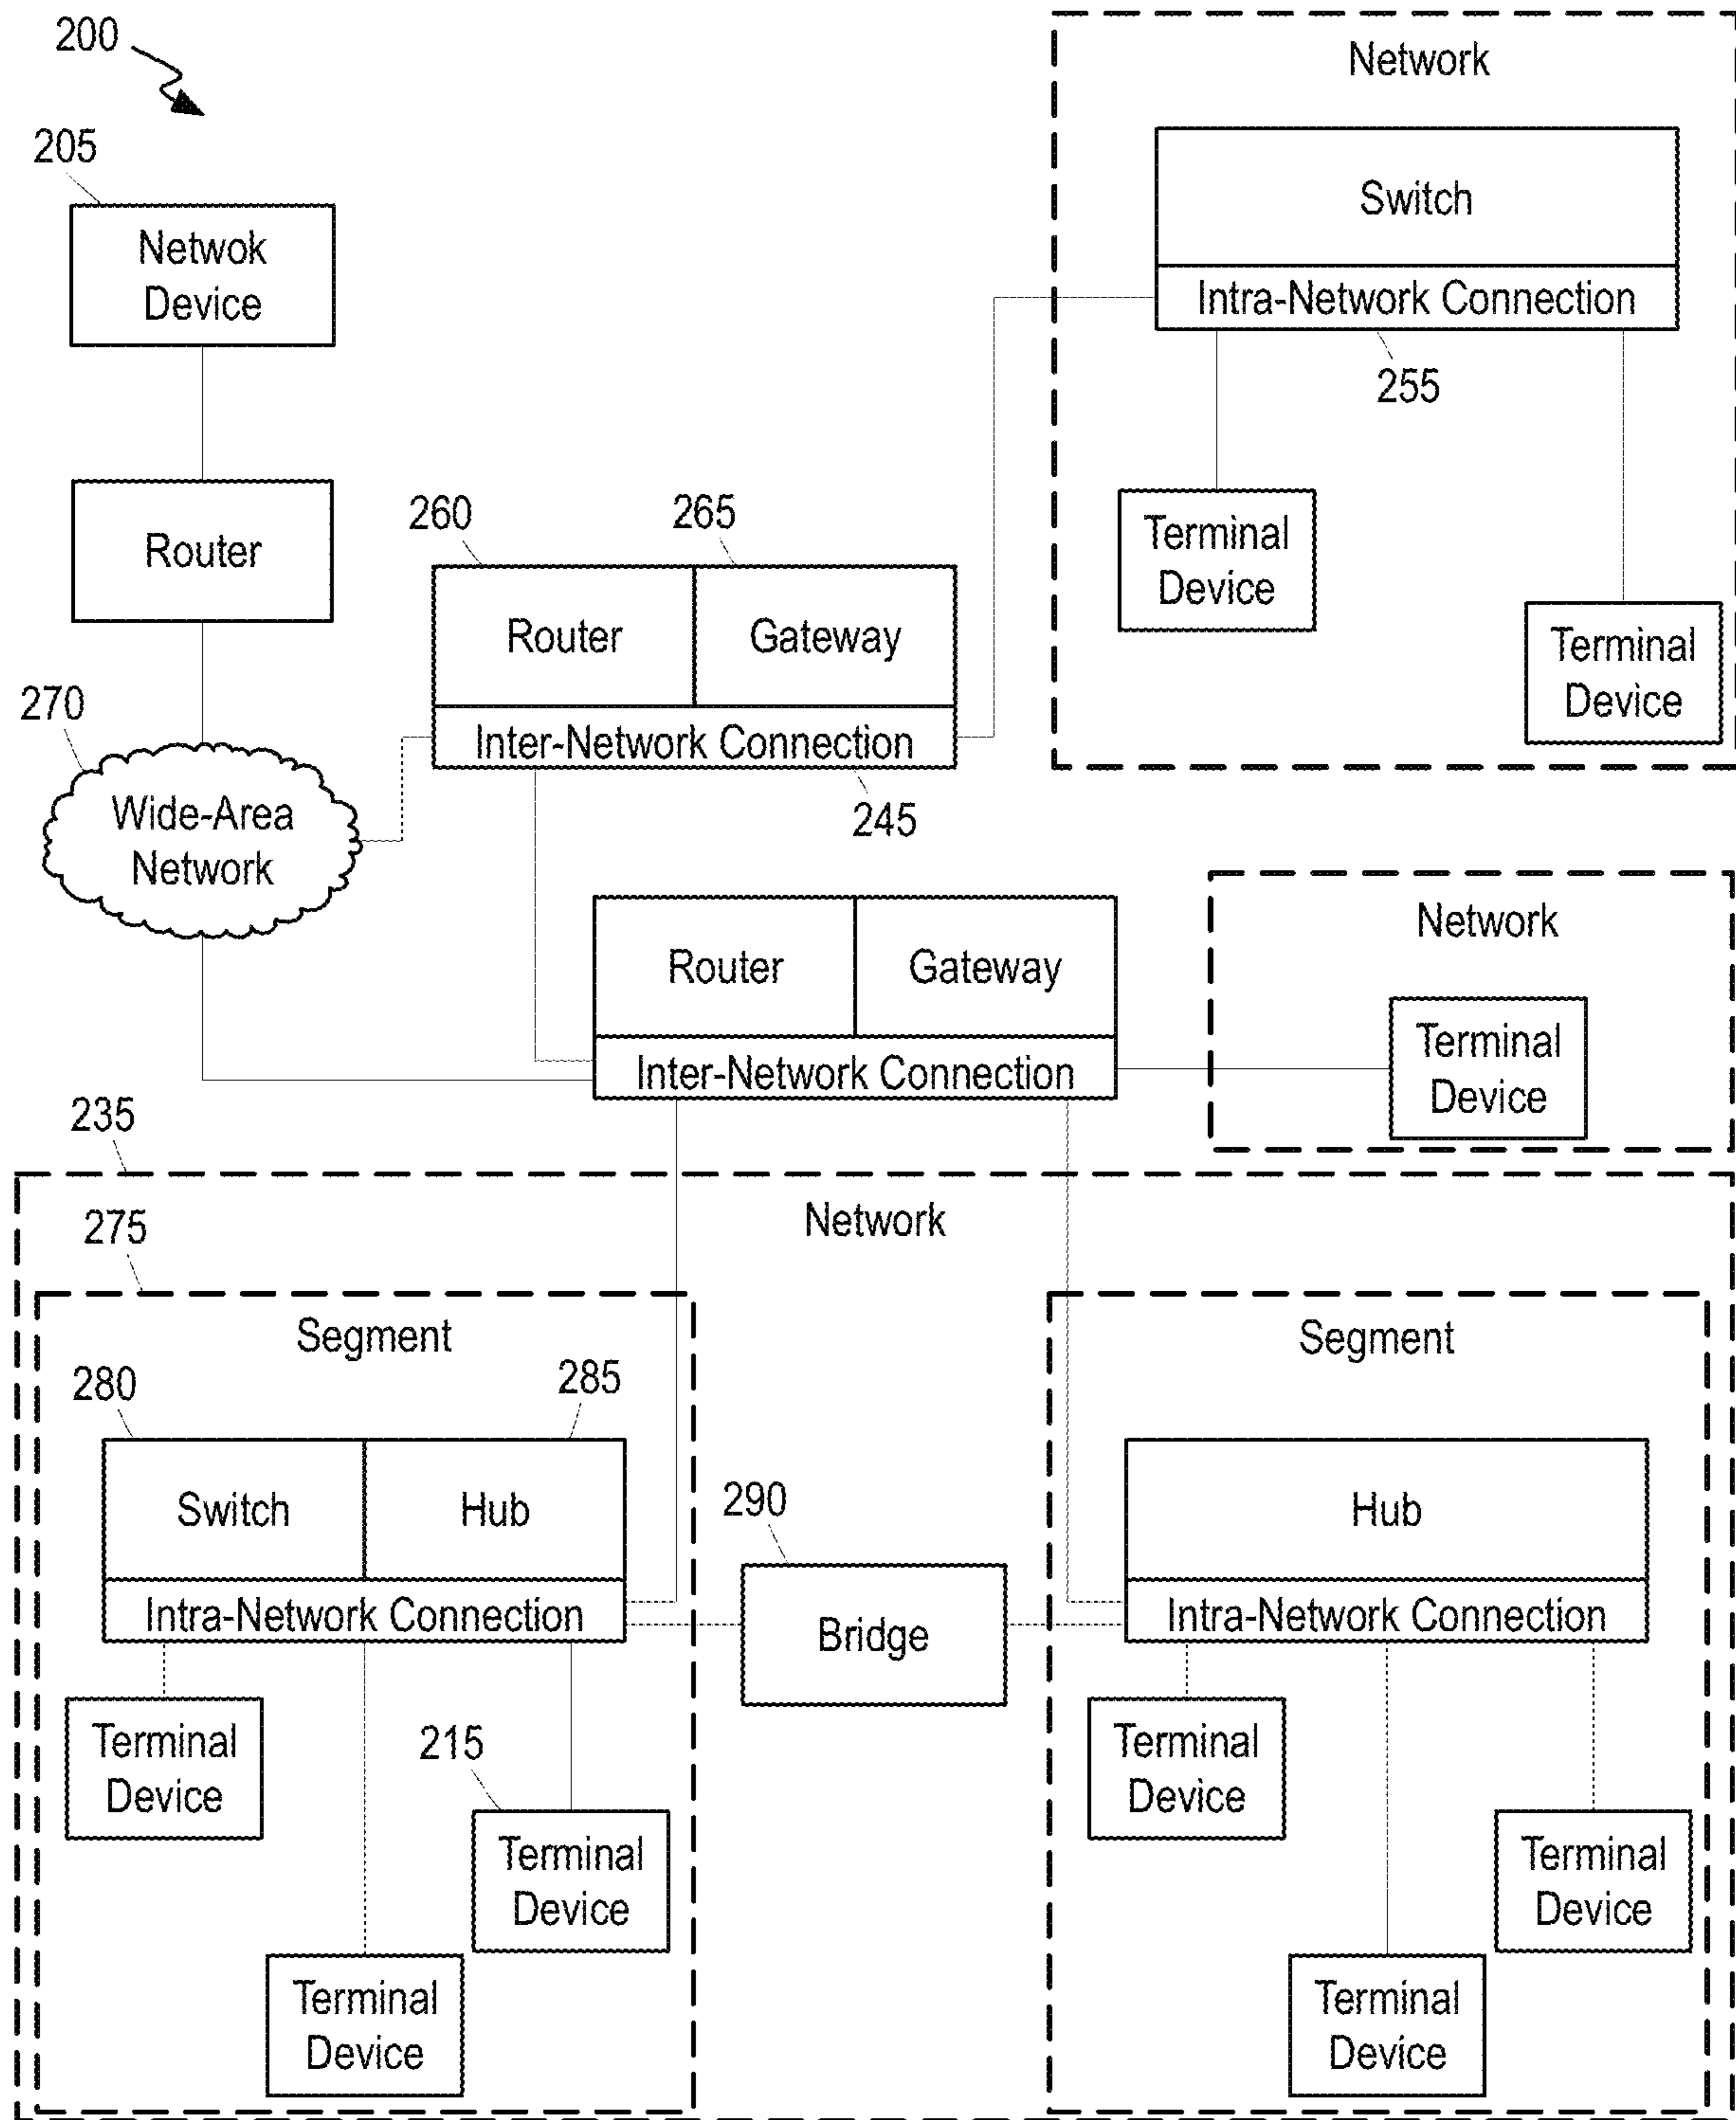 200
205
Netwok
Device
Router
270
Wide-Area
Network
260
265
Router
Gateway
Inter-Network Connection
245
Network
Switch
Intra-Network Connection
255
Terminal
Device
Terminal
Device
Router
Gateway
Inter-Network Connection
Network
Terminal
Device
235
Network
275
Segment
280
285
Switch
Hub
Intra-Network Connection
Terminal
Device
215
Terminal
Device
Terminal
Device
290
Bridge
Segment
Hub
Intra-Network Connection
Terminal
Device
Terminal
Device
Terminal
Device